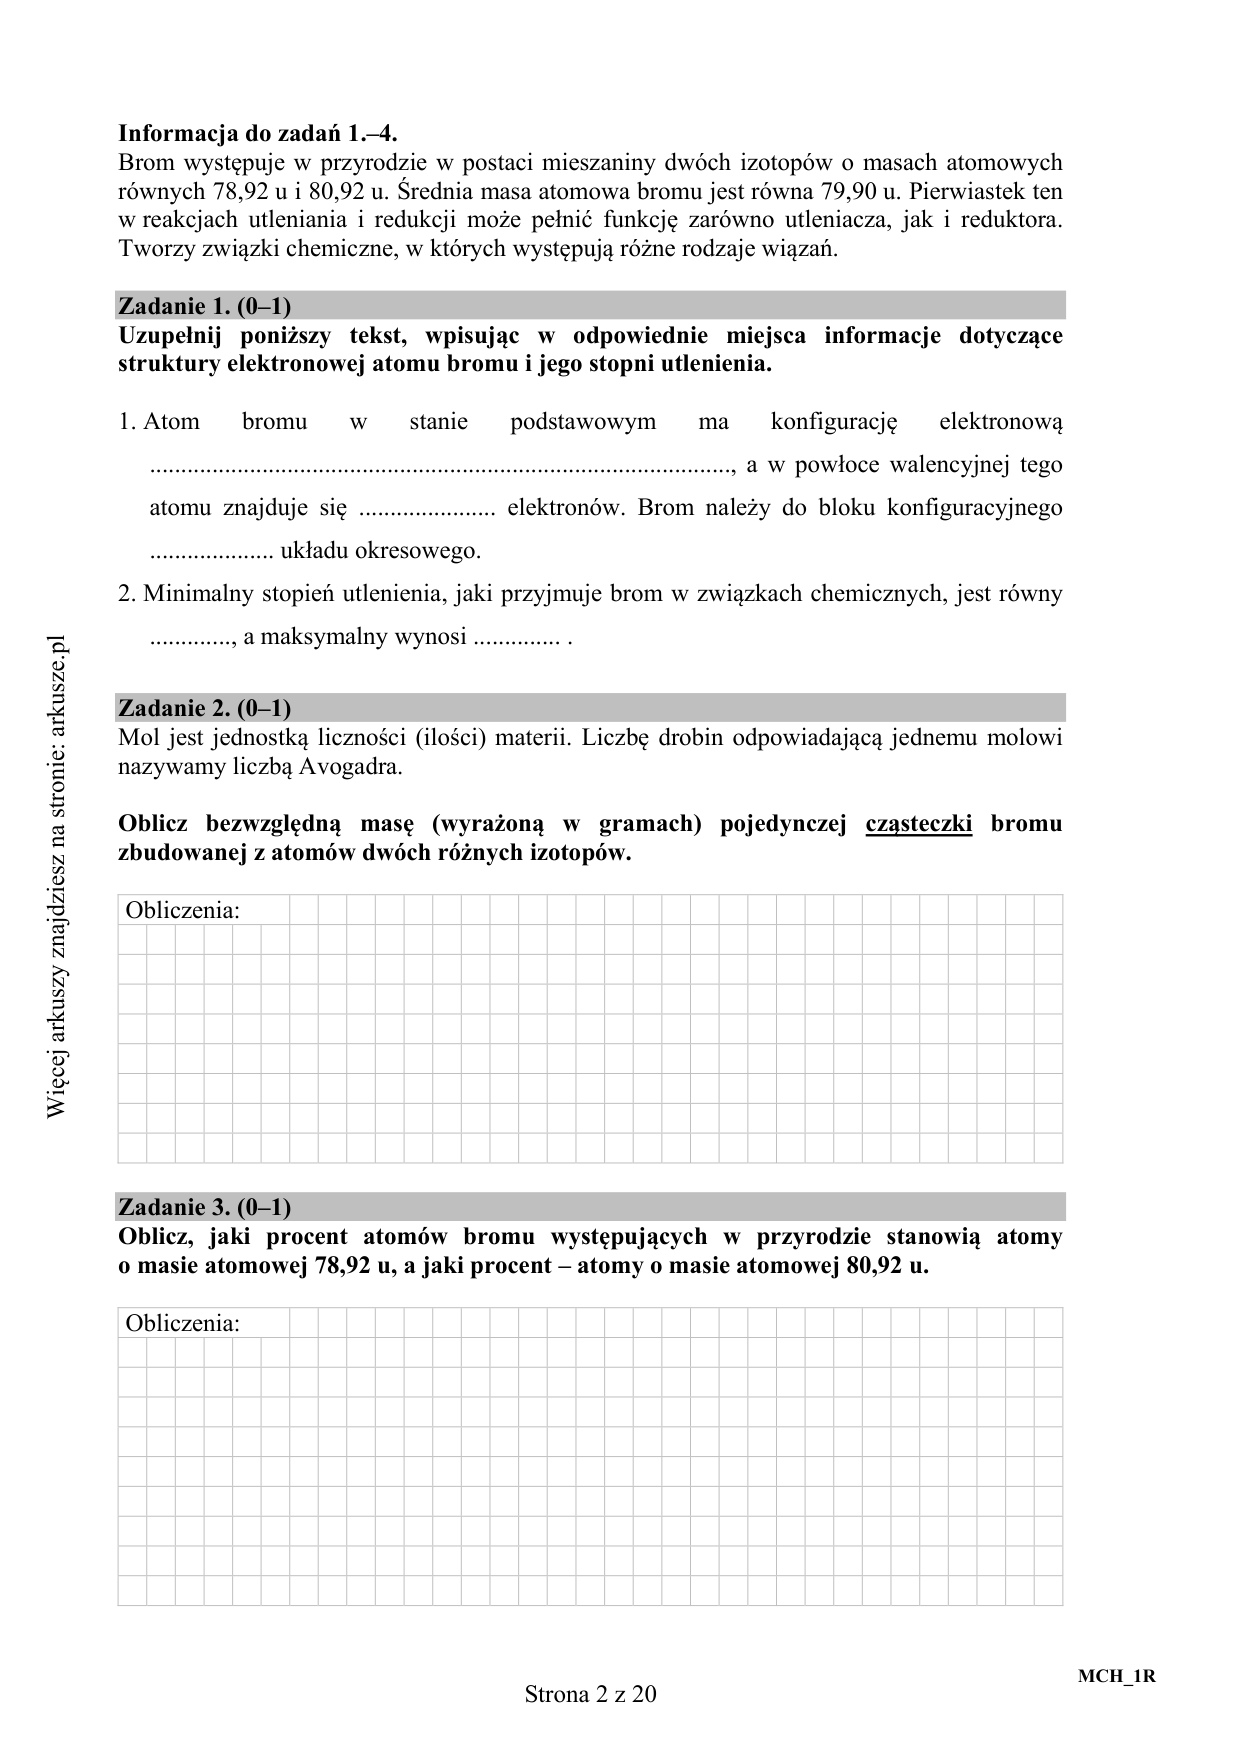 Informacja do zadań 1.–4.
Brom występuje w przyrodzie w postaci mieszaniny dwóch izotopów o masach atomowych
równych 78,92 u i 80,92 u. Średnia masa atomowa bromu jest równa 79,90 u. Pierwiastek ten
w reakcjach utleniania i redukcji może pełnić funkcję zarówno utleniacza, jak i reduktora.
Tworzy związki chemiczne, w których występują różne rodzaje wiązań.
Zadanie 1. (0–1)
Uzupełnij poniższy tekst, wpisując w odpowiednie miejsca informacje dotyczące
struktury elektronowej atomu bromu i jego stopni utlenienia.
1. Atom bromu w stanie podstawowym ma konfigurację elektronową
............................................................................................., a w powłoce walencyjnej tego
atomu znajduje się ...................... elektronów. Brom należy do bloku konfiguracyjnego
.................... układu okresowego.
2. Minimalny stopień utlenienia, jaki przyjmuje brom w związkach chemicznych, jest równy
............., a maksymalny wynosi .............. .
Zadanie 2. (0–1)
Mol jest jednostką liczności (ilości) materii. Liczbę drobin odpowiadającą jednemu molowi
nazywamy liczbą Avogadra.
Oblicz bezwzględną masę (wyrażoną w gramach) pojedynczej cząsteczki bromu
zbudowanej z atomów dwóch różnych izotopów.
Obliczenia:
Zadanie 3. (0–1)
Oblicz, jaki procent atomów bromu występujących w przyrodzie stanowią atomy
o masie atomowej 78,92 u, a jaki procent – atomy o masie atomowej 80,92 u.
Obliczenia:
Więcej arkuszy znajdziesz na stronie: arkusze.pl
MCH_1R
Strona 2 z 20